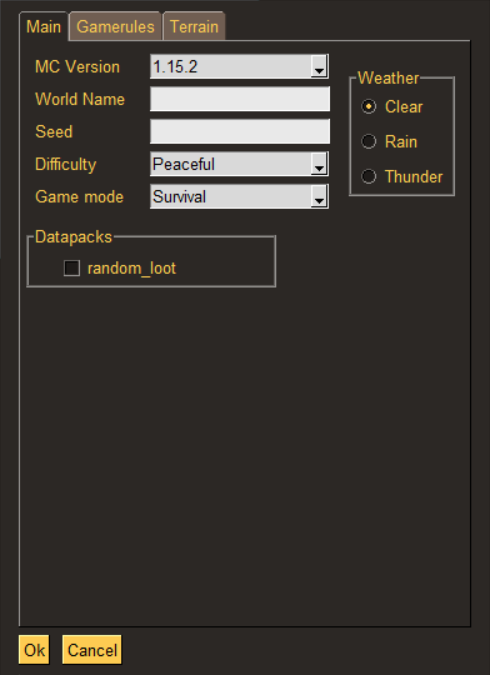 Main Gamerules Terrain
MC Version 1.15.2
World Name
Seed
Difficulty Peaceful
Game mode Survival
Weather
Clear
Rain
Thunder
Datapacks
random_loot
Ok Cancel